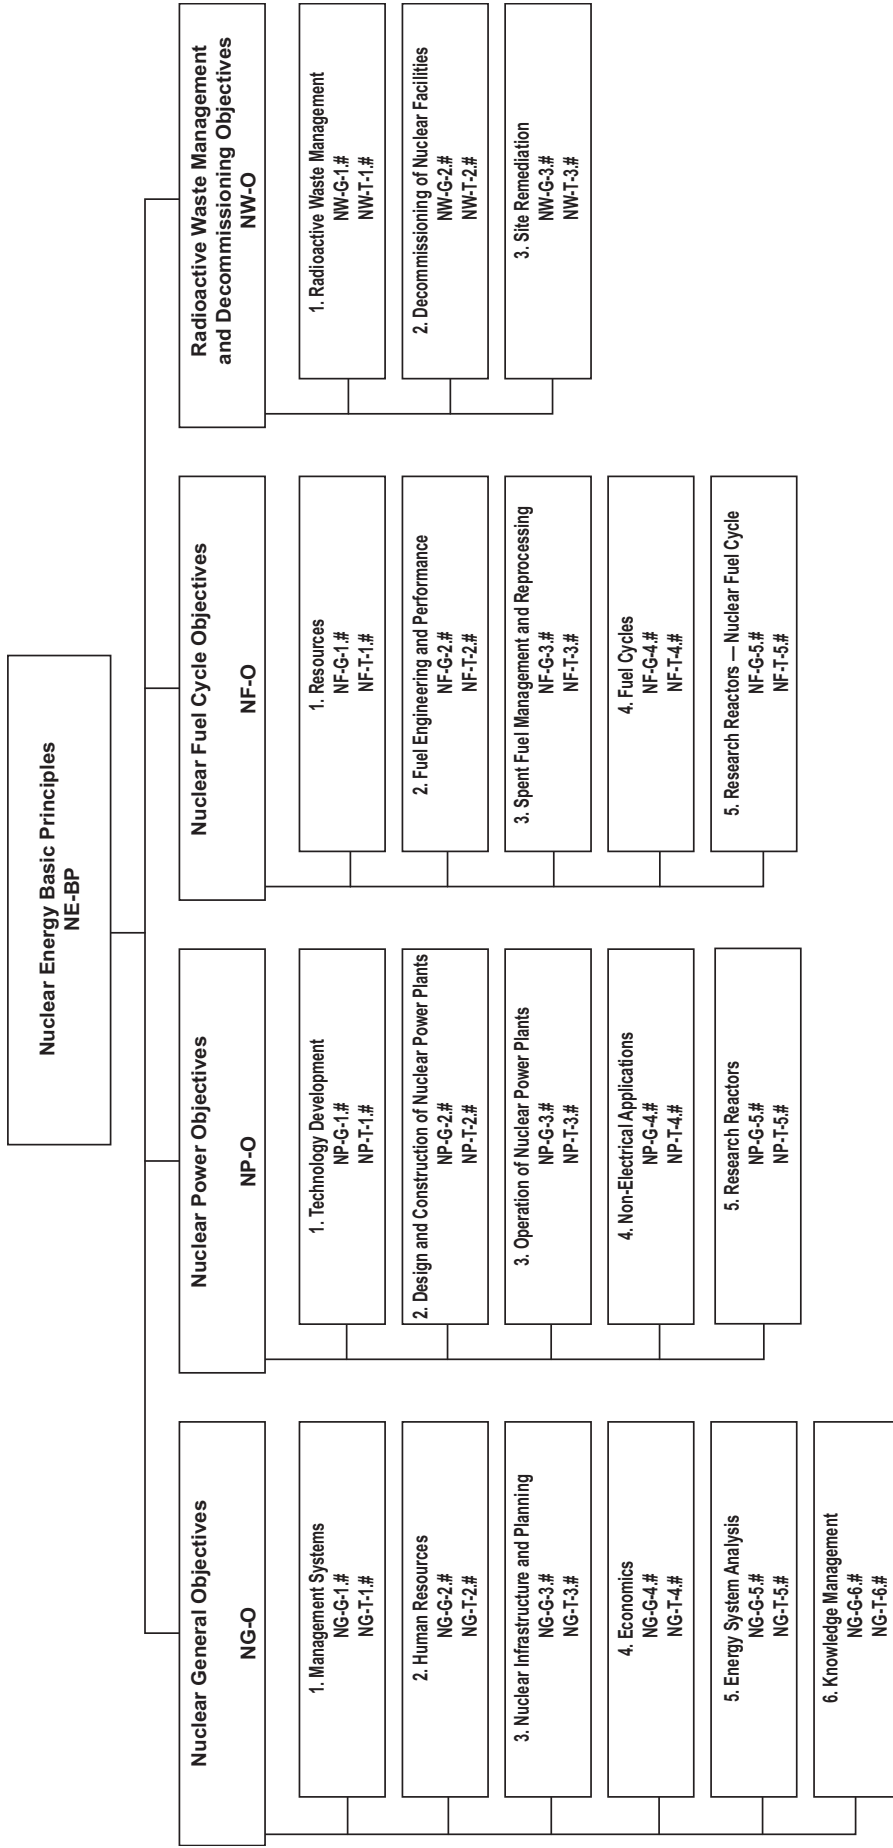 Nuclear Energy Basic Principles
NE-BP
Nuclear General Objectives
NG-O
1. Management Systems
NG-G-1.#
NG-T-1.#
2. Human Resources
NG-G-2.#
NG-T-2.#
3. Nuclear Infrastructure and Planning
NG-G-3.#
NG-T-3.#
4. Economics
NG-G-4.#
NG-T-4.#
5. Energy System Analysis
NG-G-5.#
NG-T-5.#
6. Knowledge Management
NG-G-6.#
NG-T-6.#
Nuclear Power Objectives
NP-O
1. Technology Development
NP-G-1.#
NP-T-1.#
2. Design and Construction of Nuclear Power Plants
NP-G-2.#
NP-T-2.#
3. Operation of Nuclear Power Plants
NP-G-3.#
NP-T-3.#
4. Non-Electrical Applications
NP-G-4.#
NP-T-4.#
5. Research Reactors
NP-G-5.#
NP-T-5.#
Nuclear Fuel Cycle Objectives
NF-O
1. Resources
NF-G-1.#
NF-T-1.#
2. Fuel Engineering and Performance
NF-G-2.#
NF-T-2.#
3. Spent Fuel Management and Reprocessing
NF-G-3.#
NF-T-3.#
4. Fuel Cycles
NF-G-4.#
NF-T-4.#
5. Research Reactors — Nuclear Fuel Cycle
NF-G-5.#
NF-T-5.#
Radioactive Waste Management
and Decommissioning Objectives
NW-O
1. Radioactive Waste Management
NW-G-1.#
NW-T-1.#
2. Decommissioning of Nuclear Facilities
NW-G-2.#
NW-T-2.#
3. Site Remediation
NW-G-3.#
NW-T-3.#